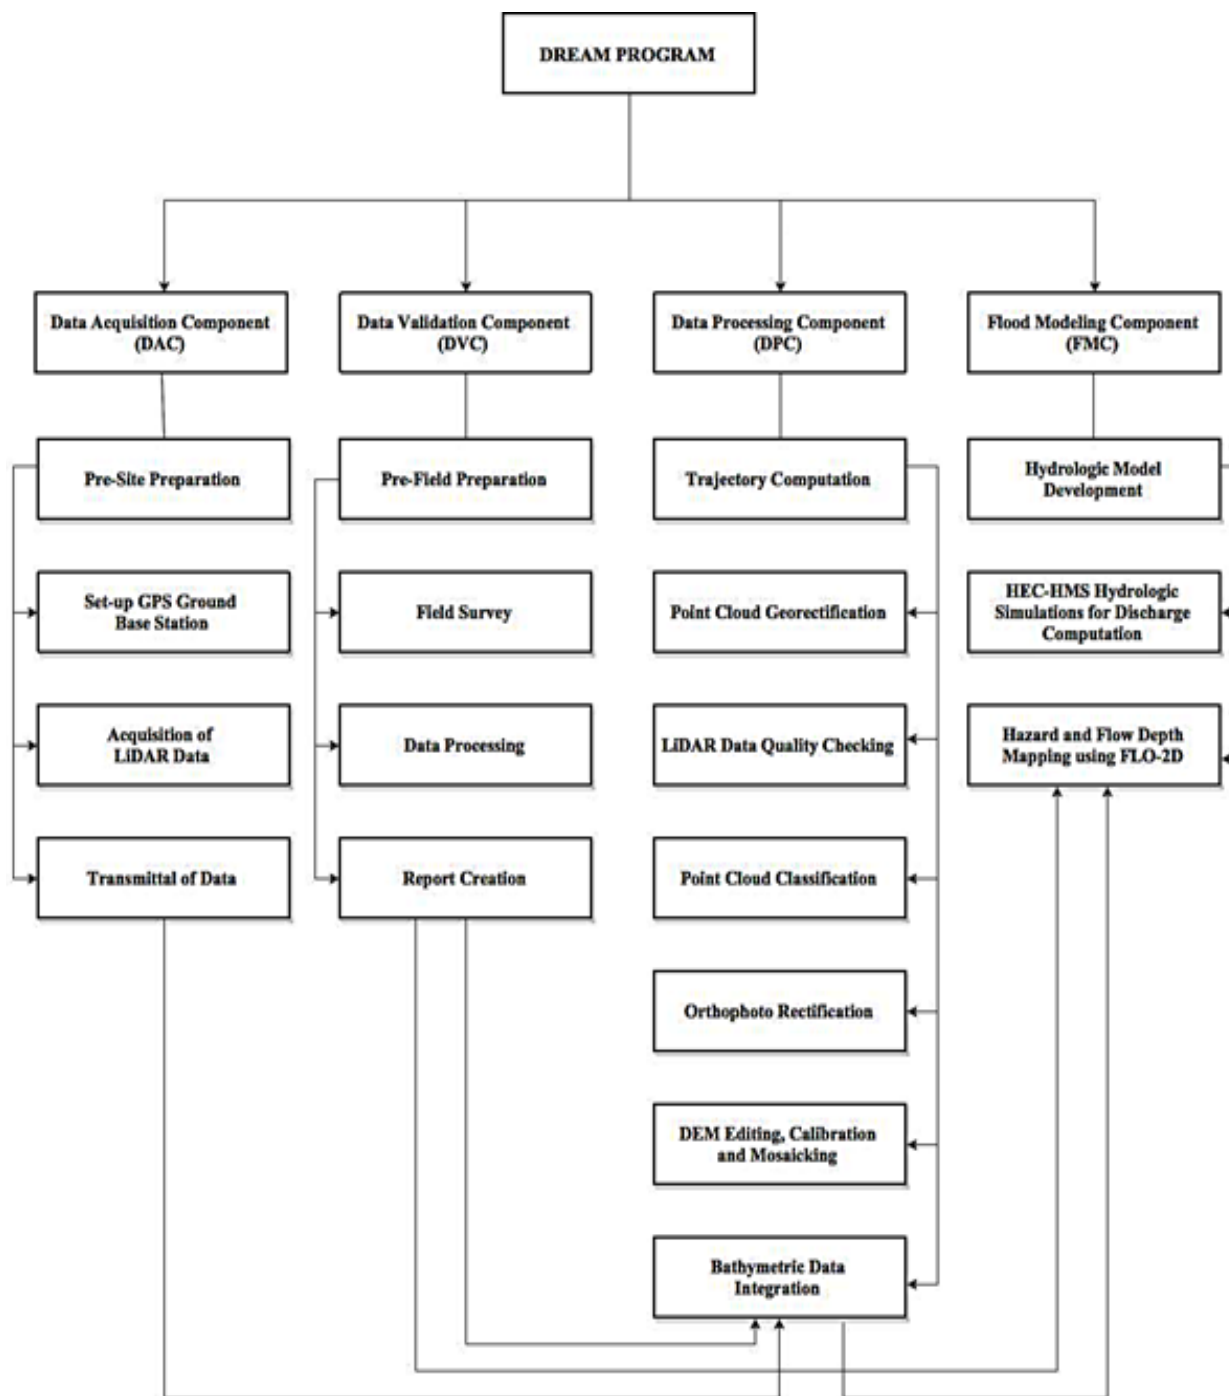 DREAM PROGRAM
Data Acquisition Component
(DAC)
Data Validation Component
(DVC)
Data Processing Component
(DPC)
Flood Modeling Component
(FMC)
Pre-Site Preparation
Pre-Field Preparation
Trajectory Computation
Hydrologic Model
Development
Set-up GPS Ground
Base Station
Field Survey
Point Cloud Georectification
HEC-HMS Hydrologic
Simulations for Discharge
Computation
Acquisition of
LiDAR Data
Data Processing
LiDAR Data Quality Checking
Hazard and Flow Depth
Mapping using FLO-2D
Transmittal of Data
Report Creation
Point Cloud Classification
Orthophoto Rectification
DEM Editing, Calibration
and Mosaicking
Bathymetric Data
Integration